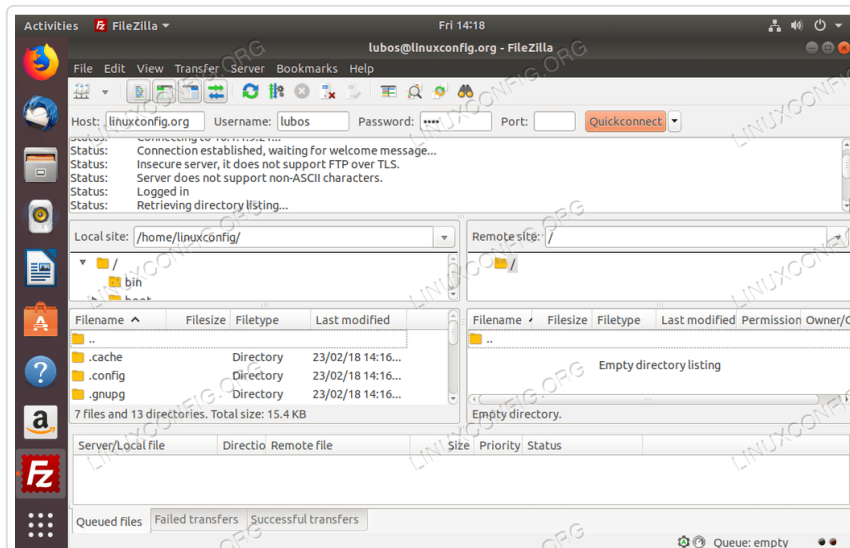 Activities FileZilla Fri 14:18
lubos@linuxconfig.org - FileZilla
File Edit View Transfer Server Bookmarks Help
Host: linuxconfig.org Username: lubos Password: •••• Port: Quickconnect
Status:
Status: Connection established, waiting for welcome message...
Status: Insecure server, it does not support FTP over TLS.
Status: Server does not support non-ASCII characters.
Status: Logged in
Status: Retrieving directory listing...
Local site: /home/linuxconfig/ Remote site: /
/ /
bin
Filename Filesize Filetype Last modified Filename Filesize Filetype Last modified Permission Owner/
.. ..
.cache Directory 23/02/18 14:16... Empty directory listing
.config Directory 23/02/18 14:16...
.gnupg Directory 23/02/18 14:16...
7 files and 13 directories. Total size: 15.4 KB Empty directory.
Server/Local file Directio Remote file Size Priority Status
Queued files Failed transfers Successful transfers
Queue: empty
LINUXCONFIG.ORG